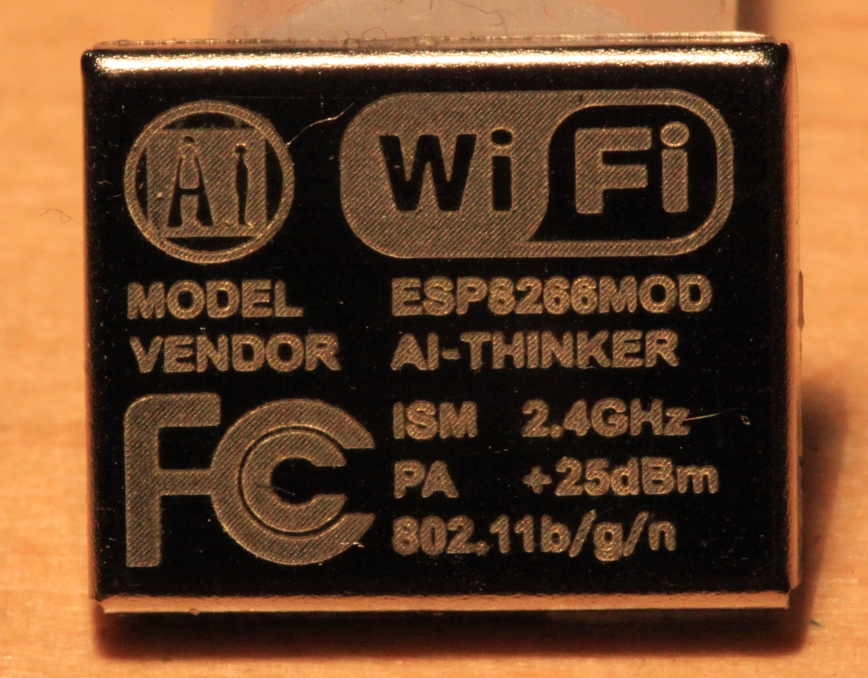 Ai WiFi
MODEL ESP8266MOD
VENDOR AI-THINKER
FC ISM 2.4GHz
PA +25dBm
802.11b/g/n